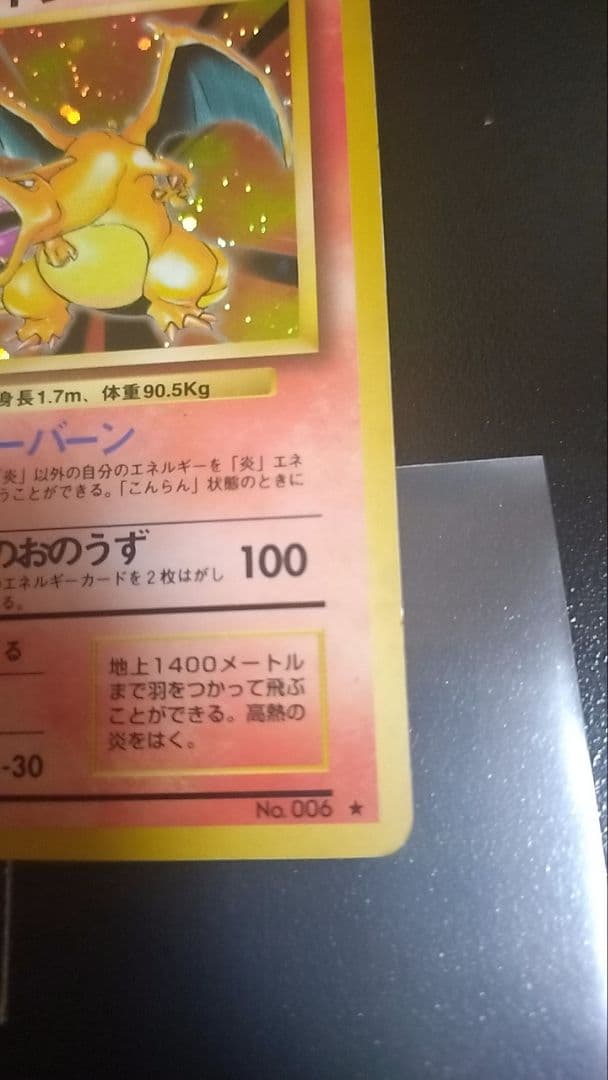 身長1.7m、体重90.5Kg
ーバーン
「炎」以外の自分のエネルギーを「炎」エネ
うことができる。「こんらん」状態のときに
のおのうず 100
エネルギーカードを2枚はがし
る。
る
地上1400メートル
まで羽をつかって飛ぶ
ことができる。高熱の
炎をはく。
-30
No. 006 ★